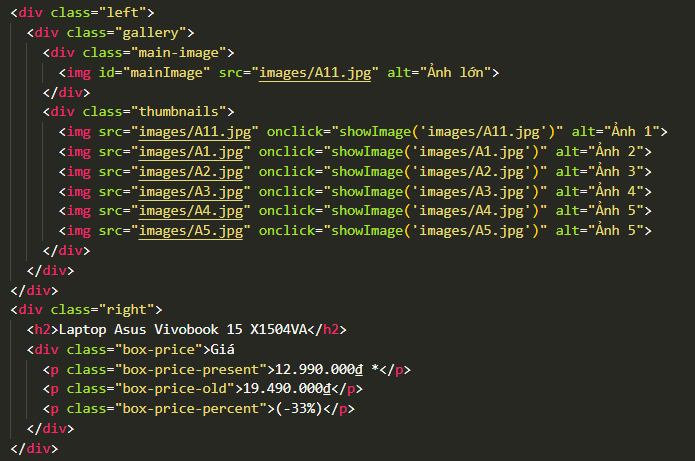 <div class="left">
<div class="gallery">
<div class="main-image">
<img id="mainImage" src="images/A11.jpg" alt="Ảnh lớn">
</div>
<div class="thumbnails">
<img src="images/A11.jpg" onclick="showImage('images/A11.jpg')" alt="Ảnh 1">
<img src="images/A1.jpg" onclick="showImage('images/A1.jpg')" alt="Ảnh 2">
<img src="images/A2.jpg" onclick="showImage('images/A2.jpg')" alt="Ảnh 3">
<img src="images/A3.jpg" onclick="showImage('images/A3.jpg')" alt="Ảnh 4">
<img src="images/A4.jpg" onclick="showImage('images/A4.jpg')" alt="Ảnh 5">
<img src="images/A5.jpg" onclick="showImage('images/A5.jpg')" alt="Ảnh 5">
</div>
</div>
</div>
<div class="right">
<h2>Laptop Asus Vivobook 15 X1504VA</h2>
<div class="box-price">Giá
<p class="box-price-present">12.990.000₫ *</p>
<p class="box-price-old">19.490.000₫</p>
<p class="box-price-percent">(-33%)</p>
</div>
</div>